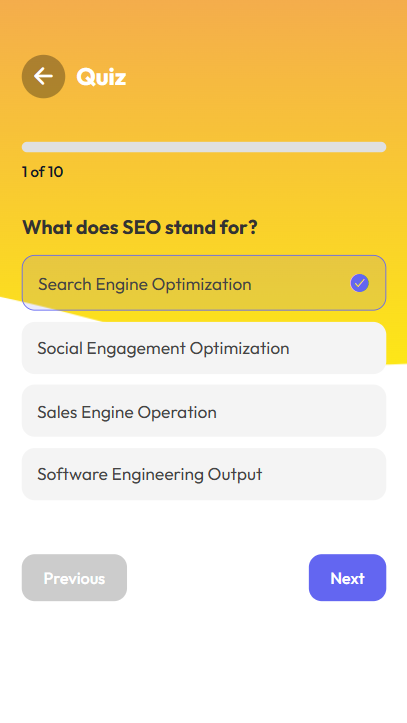 Quiz
1 of 10
What does SEO stand for?
Search Engine Optimization
Social Engagement Optimization
Sales Engine Operation
Software Engineering Output
Previous
Next